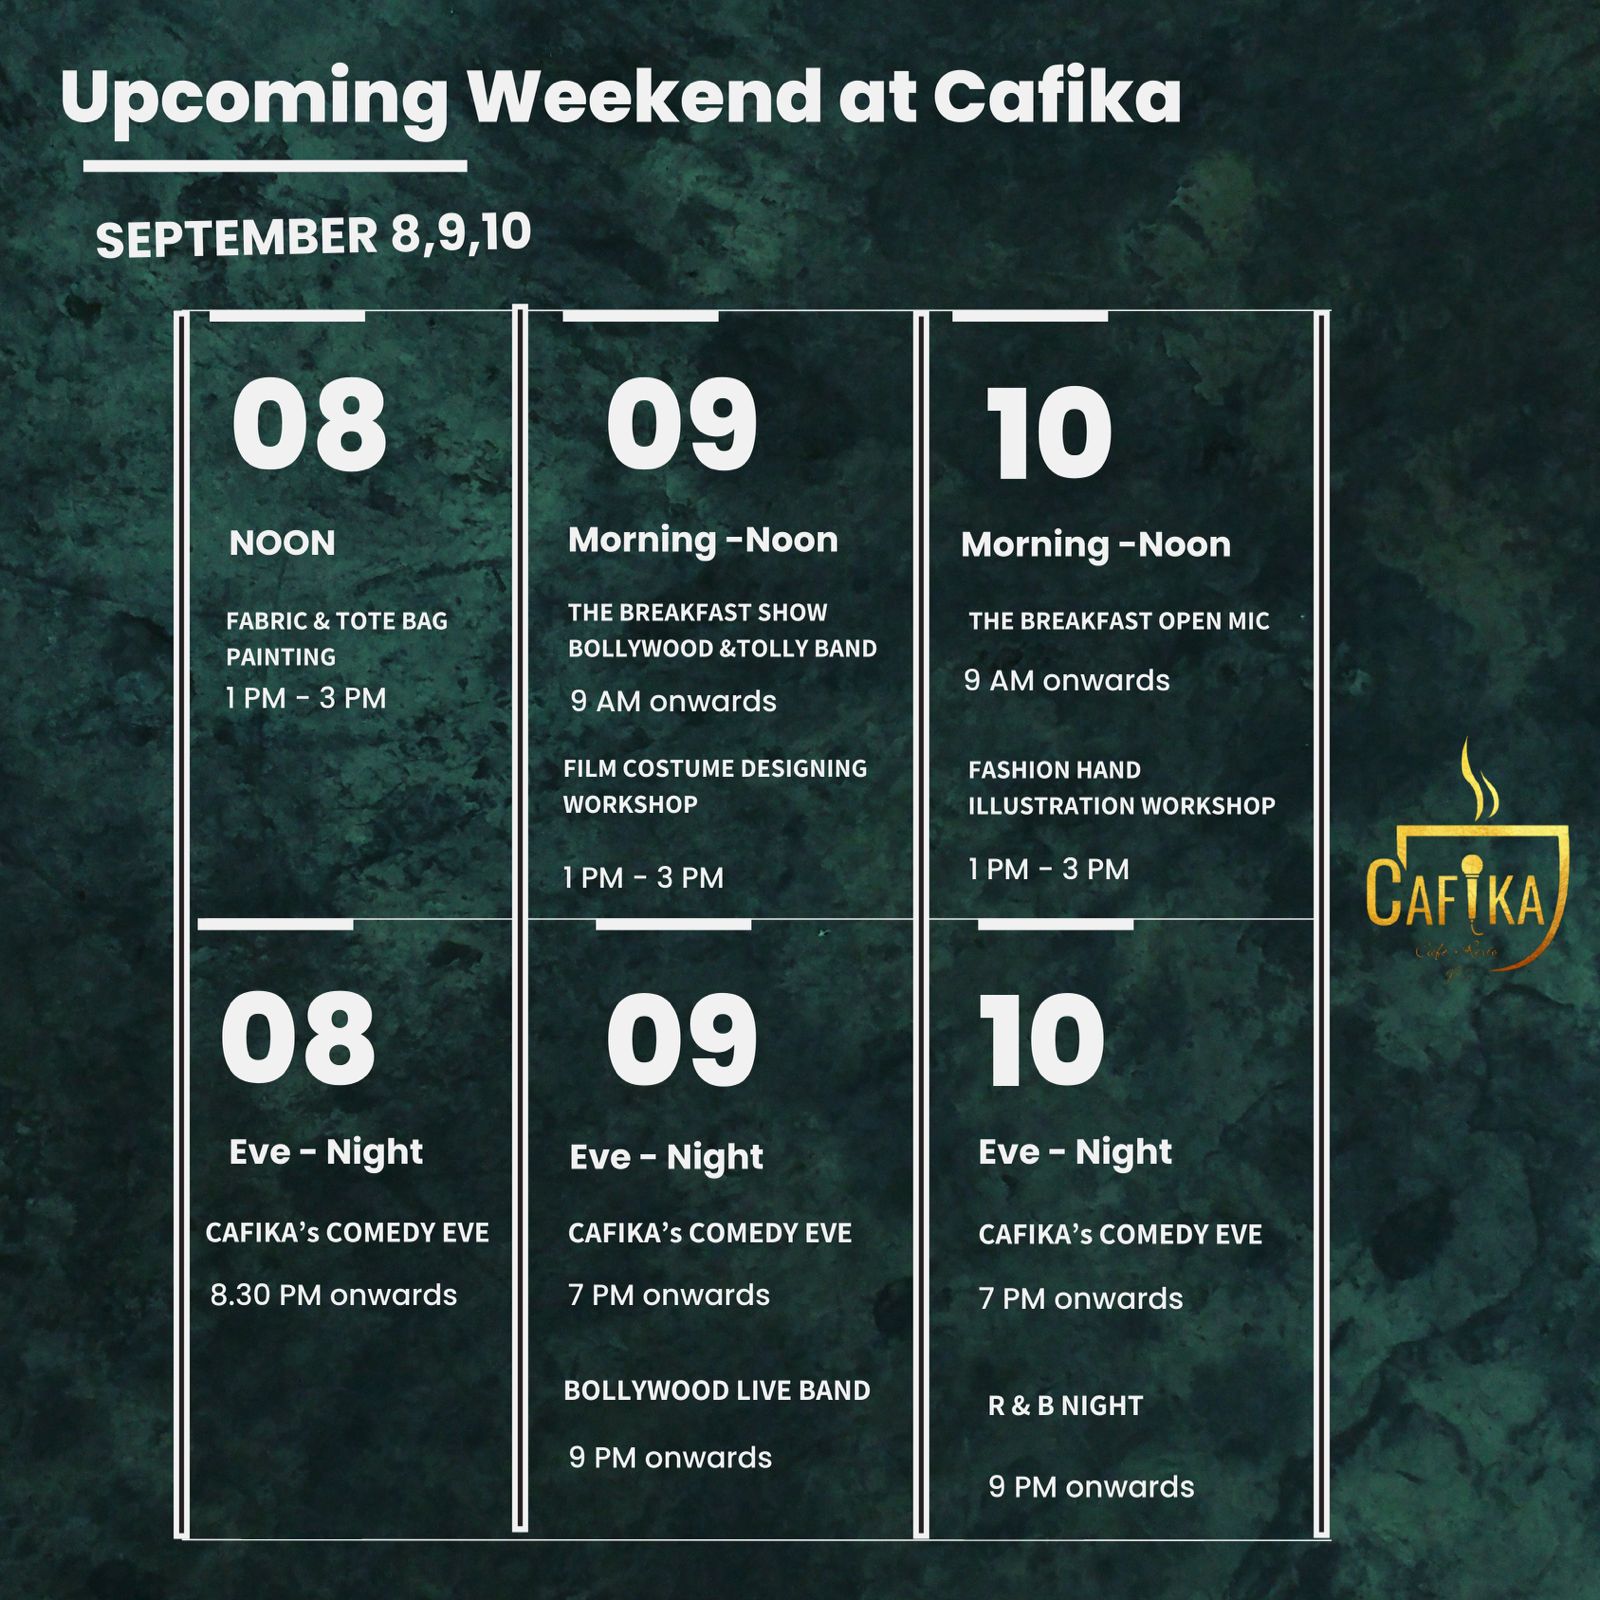 Upcoming Weekend at Cafika
SEPTEMBER 8,9,10
08
NOON
FABRIC & TOTE BAG
PAINTING
1 PM - 3 PM
09
Morning -Noon
THE BREAKFAST SHOW
BOLLYWOOD &TOLLY BAND
9 AM onwards
FILM COSTUME DESIGNING
WORKSHOP
1 PM - 3 PM
10
Morning -Noon
THE BREAKFAST OPEN MIC
9 AM onwards
FASHION HAND
ILLUSTRATION WORKSHOP
1 PM - 3 PM
08
Eve - Night
CAFIKA's COMEDY EVE
8.30 PM onwards
09
Eve - Night
CAFIKA's COMEDY EVE
7 PM onwards
BOLLYWOOD LIVE BAND
9 PM onwards
10
Eve - Night
CAFIKA's COMEDY EVE
7 PM onwards
R & B NIGHT
9 PM onwards
CAFIKA